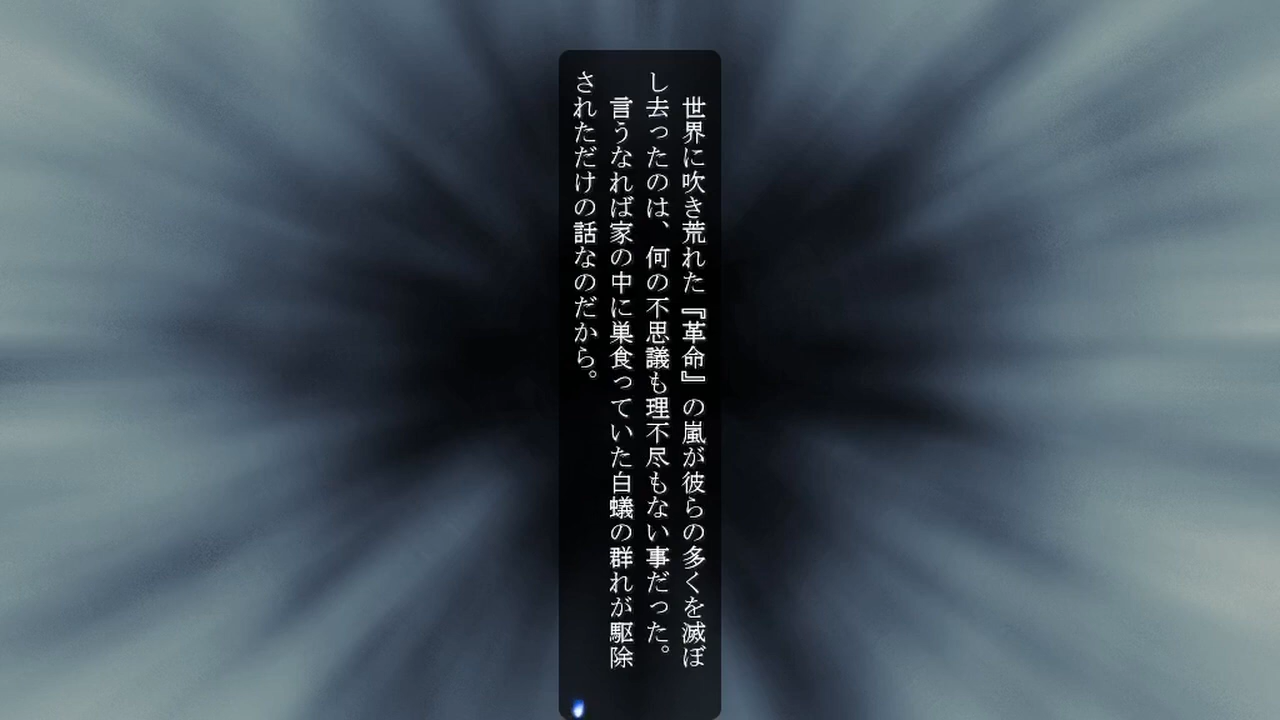 世界に吹き荒れた『革命』の嵐が彼らの多くを滅ぼ
し去ったのは、何の不思議も理不尽もない事だった。
言うなれば家の中に巣食っていた白蟻の群れが駆除
されただけの話なのだから。